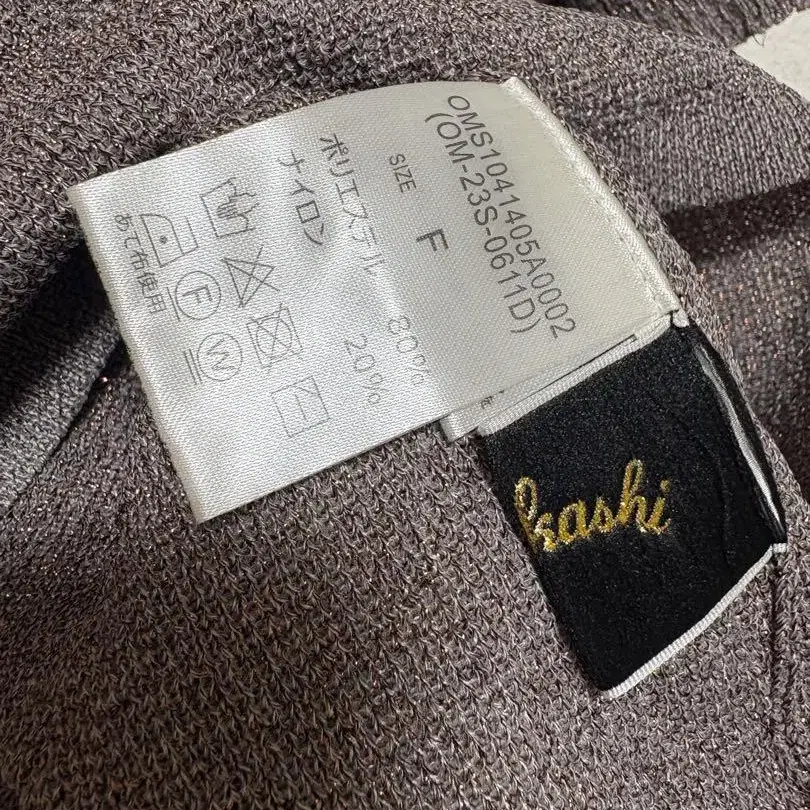 OMS1041405A0002
(OM-23S-0611D)
SIZE
F
ポリエステル 80%
ナイロン 20%
あて布使用
F
W
kashi